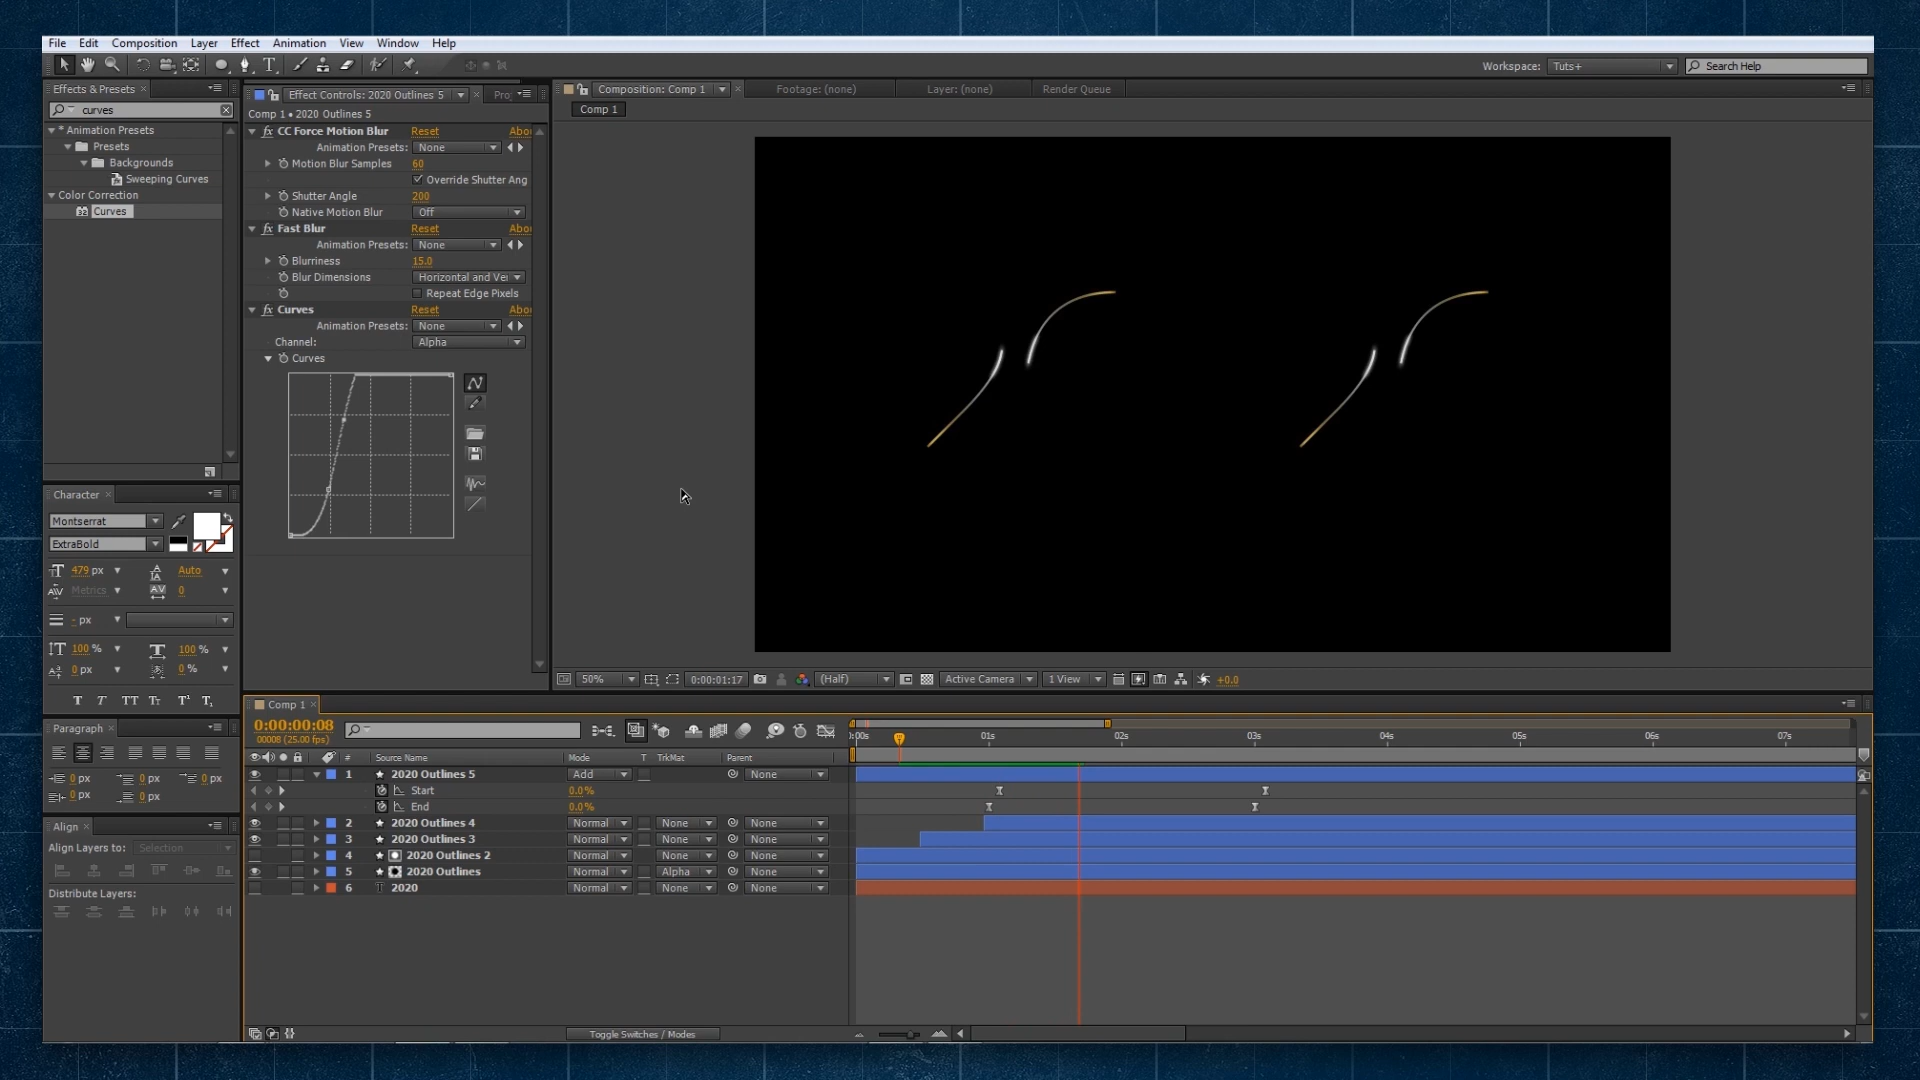 File Edit Composition Layer Effect Animation View Window Help
Workspace: Tuts+ Search Help
Effects & Presets
curves
* Animation Presets
Presets
Backgrounds
Sweeping Curves
Color Correction
Curves
Effect Controls: 2020 Outlines 5
Comp 1 • 2020 Outlines 5
fx CC Force Motion Blur Reset
Animation Presets: None
Motion Blur Samples 60
Override Shutter Ang
Shutter Angle 200
Native Motion Blur Off
fx Fast Blur Reset
Animation Presets: None
Blurriness 15.0
Blur Dimensions Horizontal and Ver
Repeat Edge Pixels
fx Curves Reset
Animation Presets: None
Channel: Alpha
Curves
Composition: Comp 1 Footage: (none) Layer: (none) Render Queue
Comp 1
50% 0:00:01:17 (Half) Active Camera 1 View +0.0
Character
Montserrat
ExtraBold
479 px Auto
Metrics 0
- px
100 % 100 %
0 px 0 %
T T TT Tr T¹ T₁
Paragraph
0 px 0 px 0 px
0 px 0 px
Align
Align Layers to: Selection
Distribute Layers:
Comp 1
0:00:00:08
00008 (25.00 fps)
:00s 01s 02s 03s 04s 05s 06s 07s
# Source Name Mode T TrkMat Parent
1 2020 Outlines 5 Add None
Start 0.0%
End 0.0%
2 2020 Outlines 4 Normal None None
3 2020 Outlines 3 Normal None None
4 2020 Outlines 2 Normal None None
5 2020 Outlines Normal Alpha None
6 T 2020 Normal None None
Toggle Switches / Modes